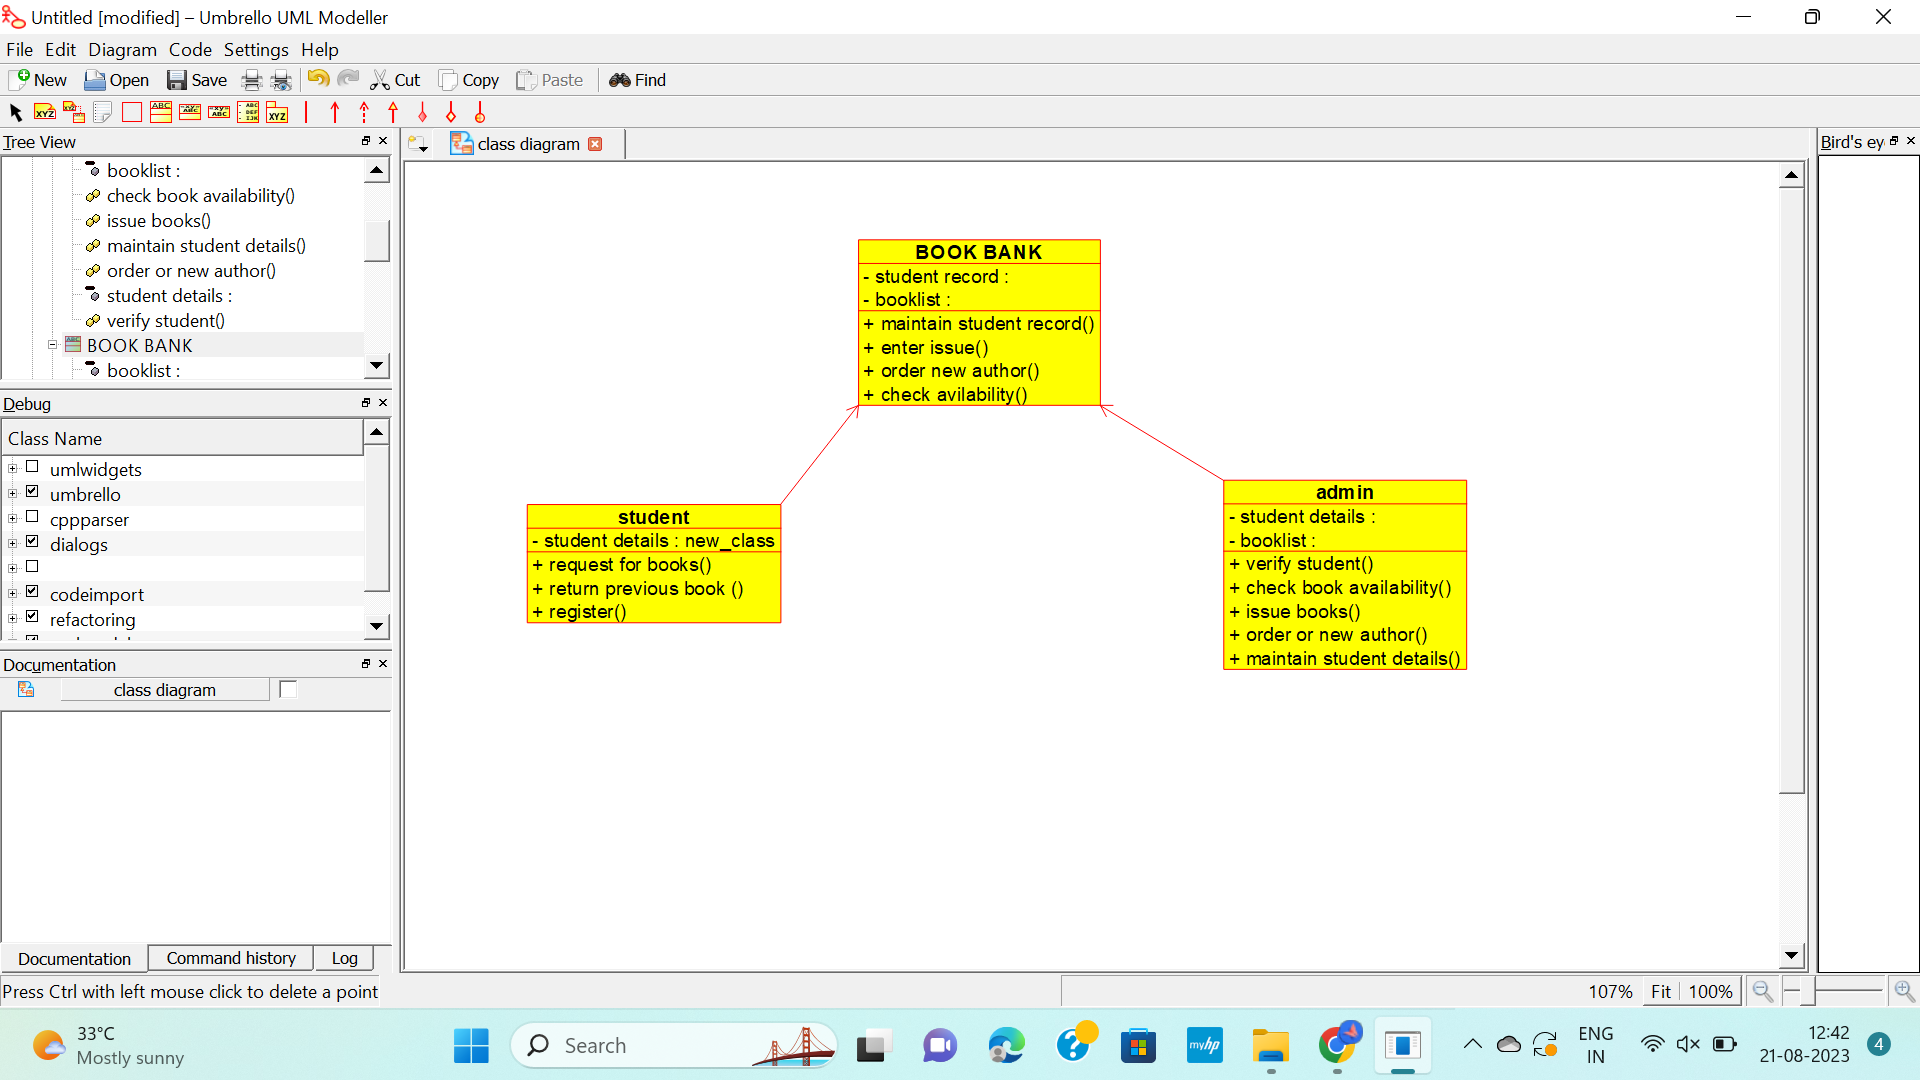 Untitled [modified] – Umbrello UML Modeller
File Edit Diagram Code Settings Help
New Open Save Cut Copy Paste Find
Tree View
booklist :
check book availability()
issue books()
maintain student details()
order or new author()
student details :
verify student()
BOOK BANK
booklist :
Debug
Class Name
umlwidgets
umbrello
cppparser
dialogs
codeimport
refactoring
Documentation
class diagram
Documentation Command history Log
Press Ctrl with left mouse click to delete a point
class diagram
BOOK BANK
- student record :
- booklist :
+ maintain student record()
+ enter issue()
+ order new author()
+ check avilability()
student
- student details : new_class
+ request for books()
+ return previous book ()
+ register()
admin
- student details :
- booklist :
+ verify student()
+ check book availability()
+ issue books()
+ order or new author()
+ maintain student details()
Bird's ey
107% Fit 100%
33°C
Mostly sunny
Search
myhp
ENG
IN
12:42
21-08-2023
4